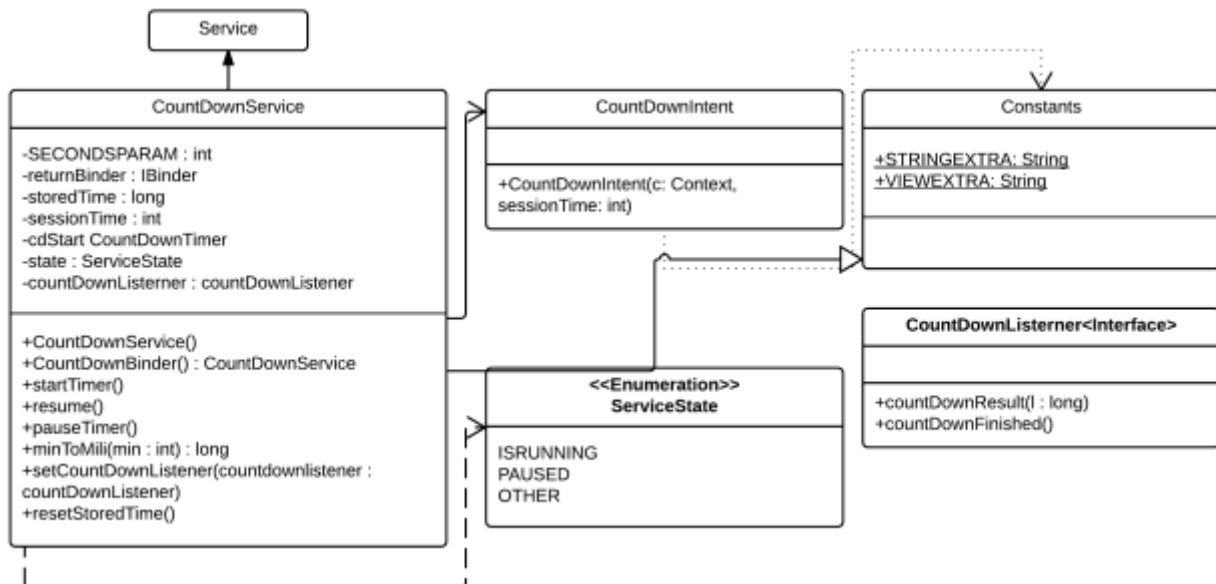 Service
CountDownService
-SECONDSPARAM : int
-returnBinder : IBinder
-storedTime : long
-sessionTime : int
-cdStart CountDownTimer
-state : ServiceState
-countDownListerner : countDownListener
+CountDownService()
+CountDownBinder() : CountDownService
+startTimer()
+resume()
+pauseTimer()
+minToMili(min : int) : long
+setCountDownListener(countdownlistener :
countDownListener)
+resetStoredTime()
CountDownIntent
+CountDownIntent(c: Context,
sessionTime: int)
Constants
+STRINGEXTRA: String
+VIEWEXTRA: String
<<Enumeration>>
ServiceState
ISRUNNING
PAUSED
OTHER
CountDownListerner<Interface>
+countDownResult(l : long)
+countDownFinished()